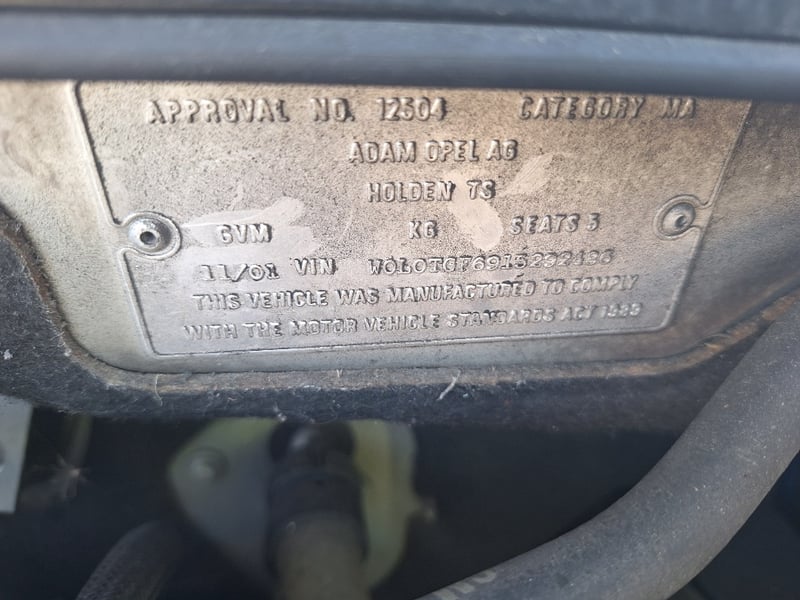 APPROVAL NO. 12504 CATEGORY MA
ADAM OPEL AG
HOLDEN TS
GVM KG SEATS 5
11/01 VIN
THIS VEHICLE WAS MANUFACTURED TO COMPLY
WITH THE MOTOR VEHICLE STANDARDS ACT 1989